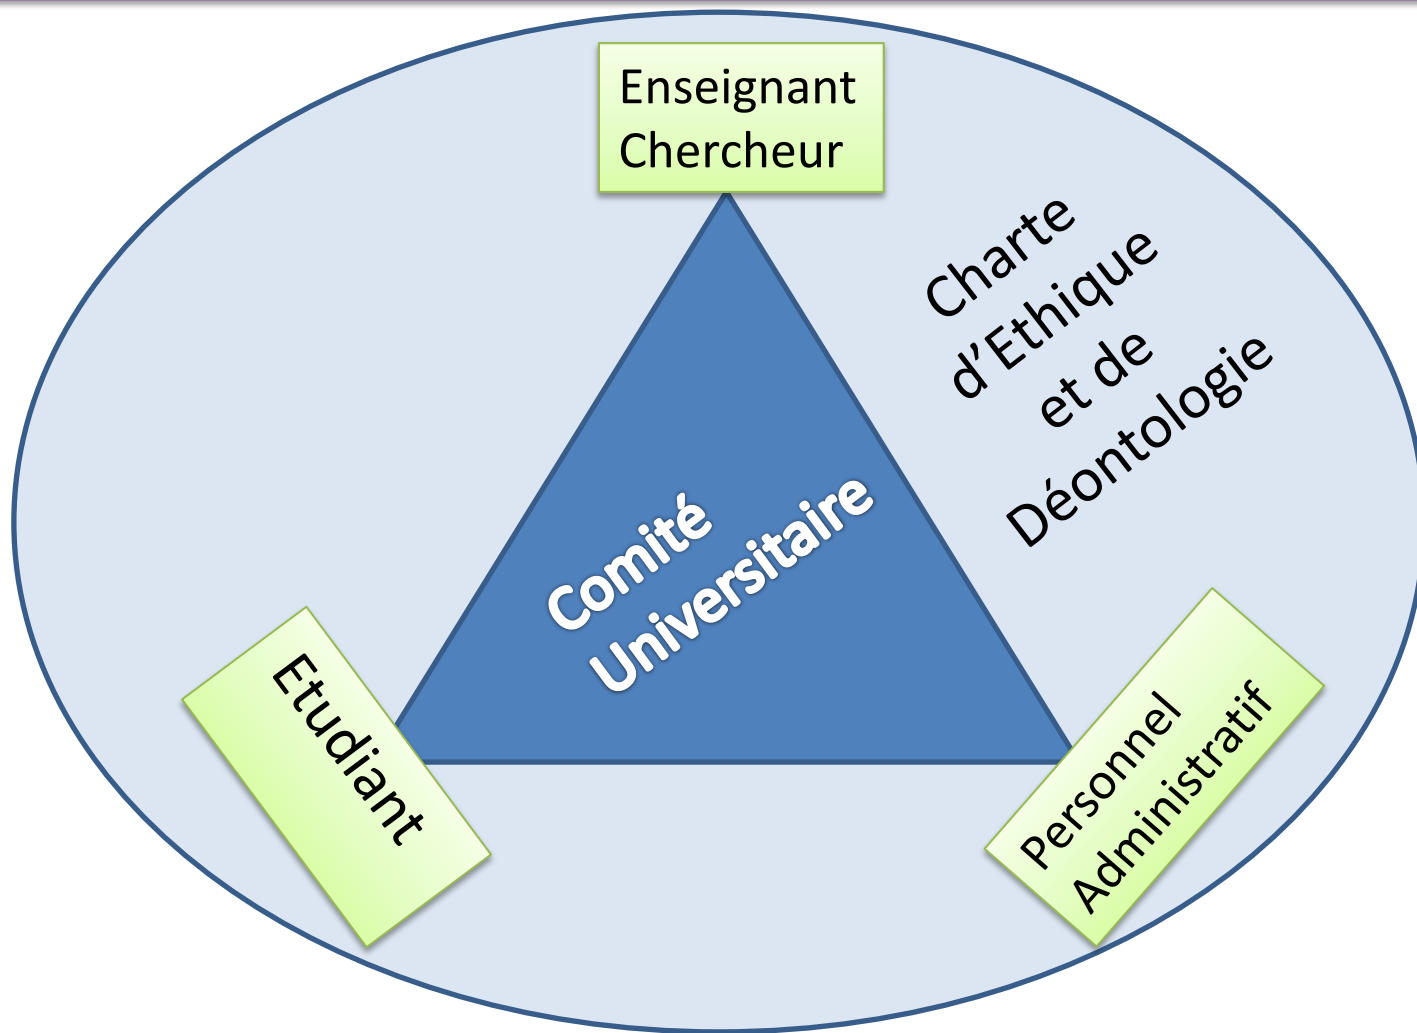 Enseignant
Chercheur
Charte
d’Ethique
et de
Déontologie
Comité
Universitaire
Etudiant
Personnel
Administratif